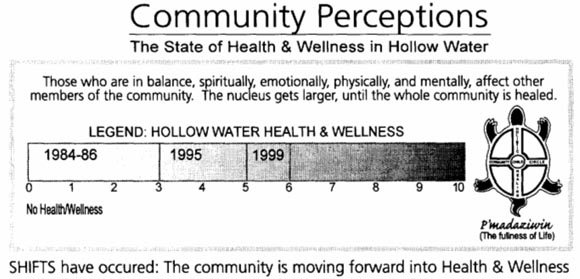 Community Perceptions
The State of Health & Wellness in Hollow Water
Those who are in balance, spiritually, emotionally, physically, and mentally, affect other
members of the community. The nucleus gets larger, until the whole community is healed.
LEGEND: HOLLOW WATER HEALTH & WELLNESS
1984-86 1995 1999
0 1 2 3 4 5 6 7 8 9 10
No Health/Wellness
COMMUNITY CHILD CIRCLE
P'madaziwin
(The fullness of Life)
SHIFTS have occured: The community is moving forward into Health & Wellness